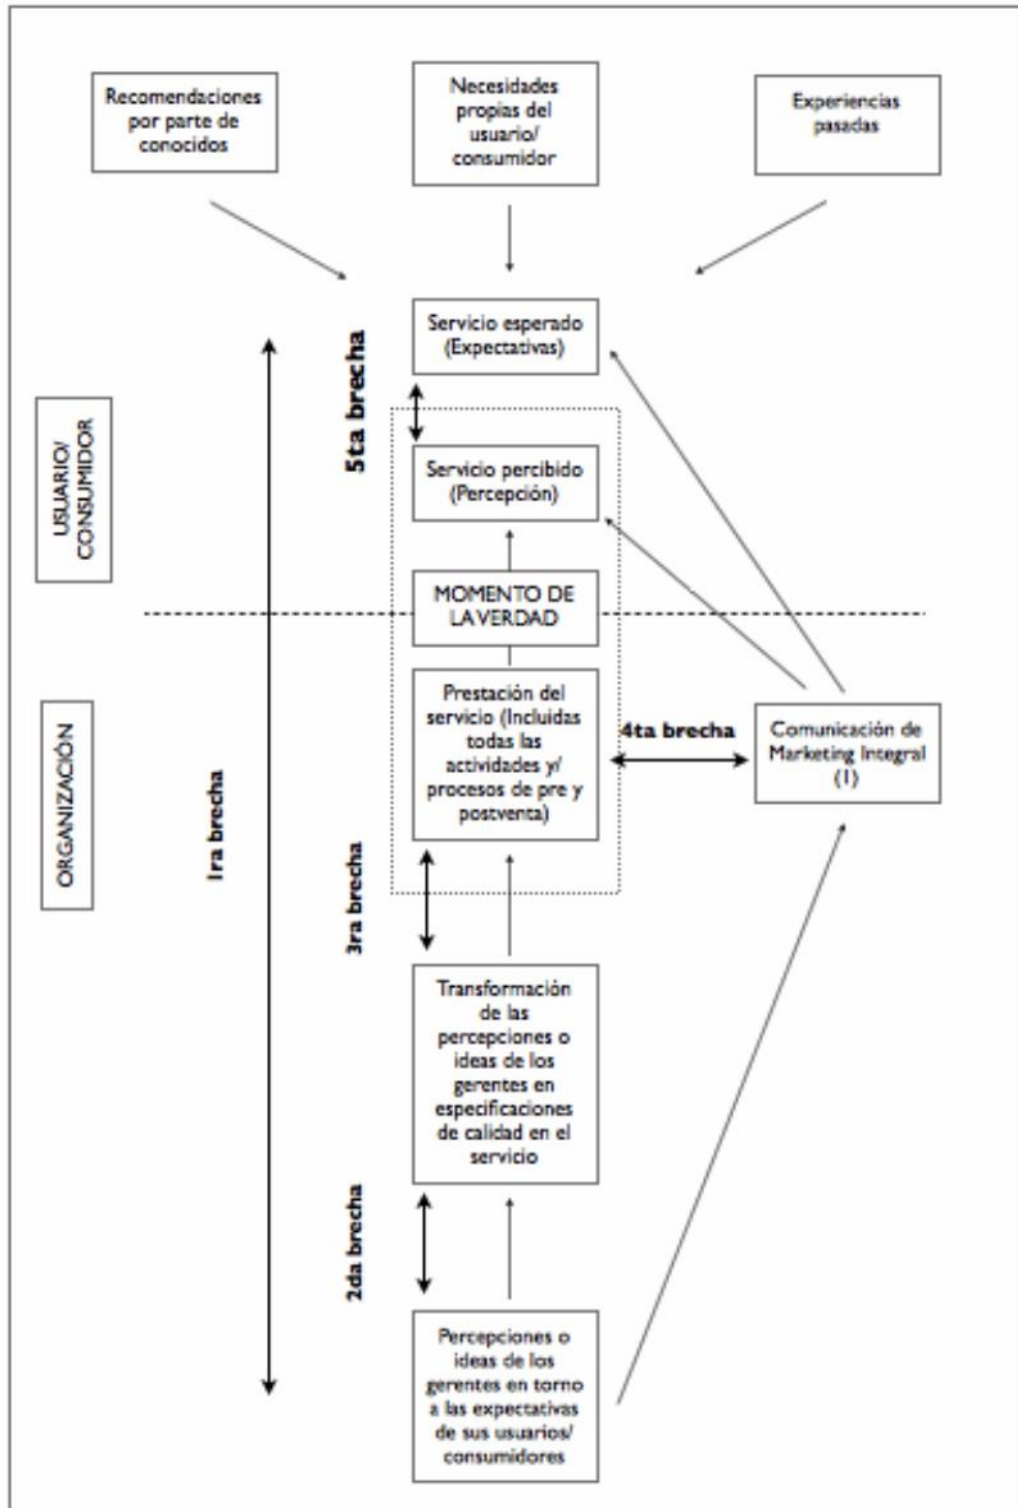 Recomendaciones
por parte de
conocidos
Necesidades
propias del
usuario/
consumidor
Experiencias
pasadas
Servicio esperado
(Expectativas)
5ta brecha
USUARIO/
CONSUMIDOR
Servicio percibido
(Percepción)
MOMENTO DE
LA VERDAD
ORGANIZACIÓN
1ra brecha
Prestación del
servicio (Incluidas
todas las
actividades y/
procesos de pre y
postventa)
4ta brecha
Comunicación de
Marketing Integral
(1)
3ra brecha
Transformación
de las
percepciones o
ideas de los
gerentes en
especificaciones
de calidad en el
servicio
2da brecha
Percepciones o
ideas de los
gerentes en torno
a las expectativas
de sus usuarios/
consumidores